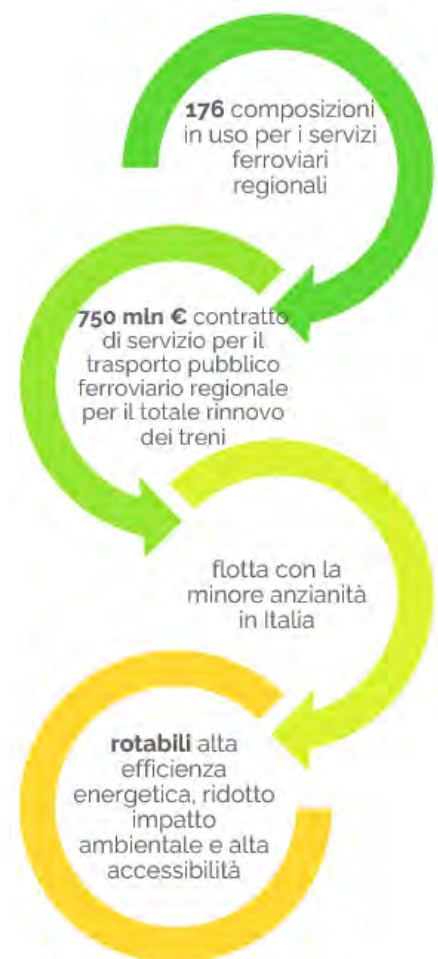 176 composizioni
in uso per i servizi
ferroviari
regionali
750 mln € contratto
di servizio per il
trasporto pubblico
ferroviario regionale
per il totale rinnovo
dei treni
flotta con la
minore anzianità
in Italia
rotabili alta
efficienza
energetica, ridotto
impatto
ambientale e alta
accessibilità